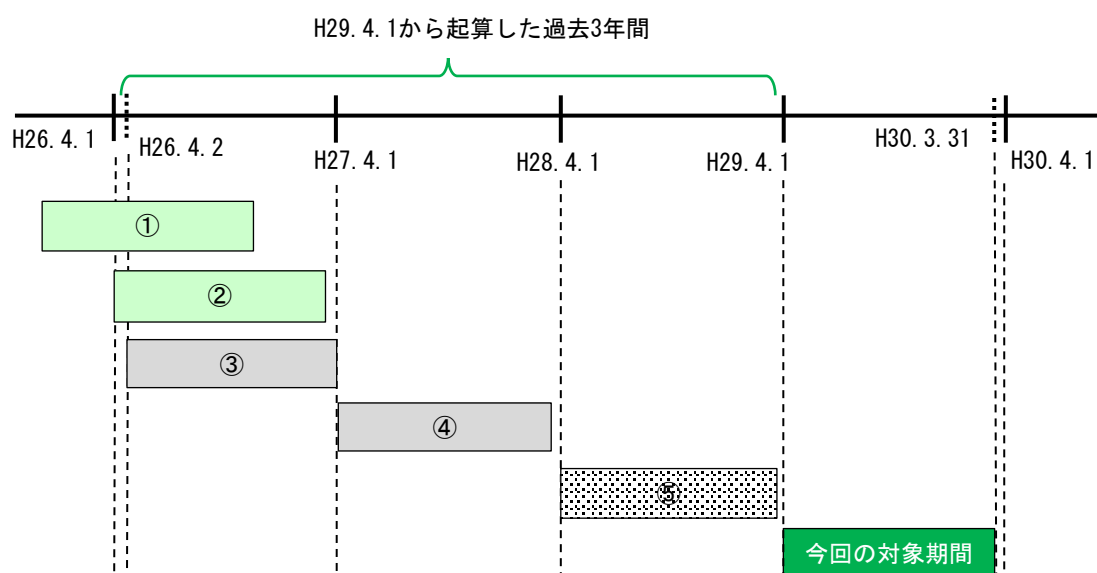 H29.4.1から起算した過去3年間
H26.4.1
H26.4.2
H27.4.1
H28.4.1
H29.4.1
H30.3.31
H30.4.1
①
②
③
④
⑤
今回の対象期間